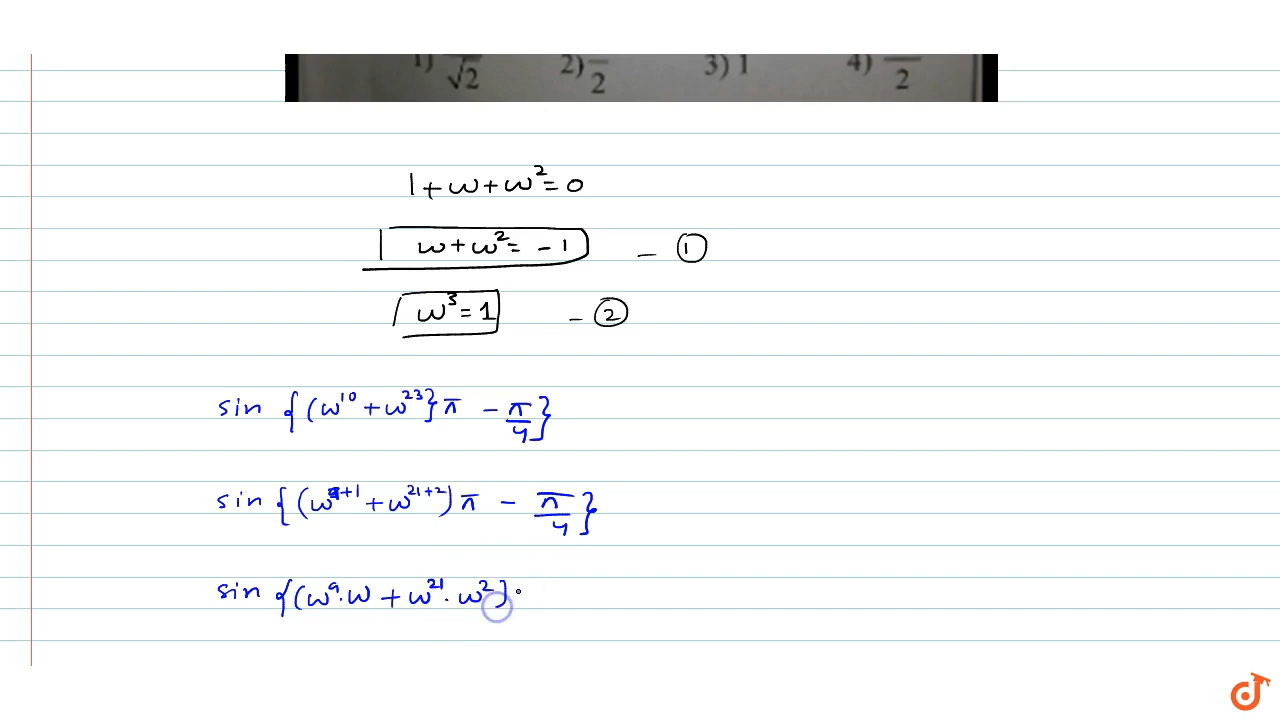 1) √2 2) 2 3) 1 4) 2
1 + ω + ω² = 0
ω + ω² = - 1 - ①
ω³ = 1 - ②
sin {(ω¹⁰ + ω²³}π - π/4}
sin {(ω⁹⁺¹ + ω²¹⁺²)π - π/4}
sin {(ω⁹·ω + ω²¹·ω²)